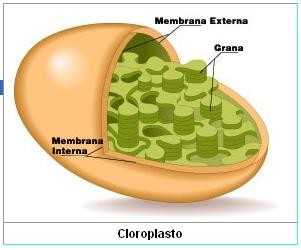 Membrana Externa
Grana
Membrana
Interna
Cloroplasto